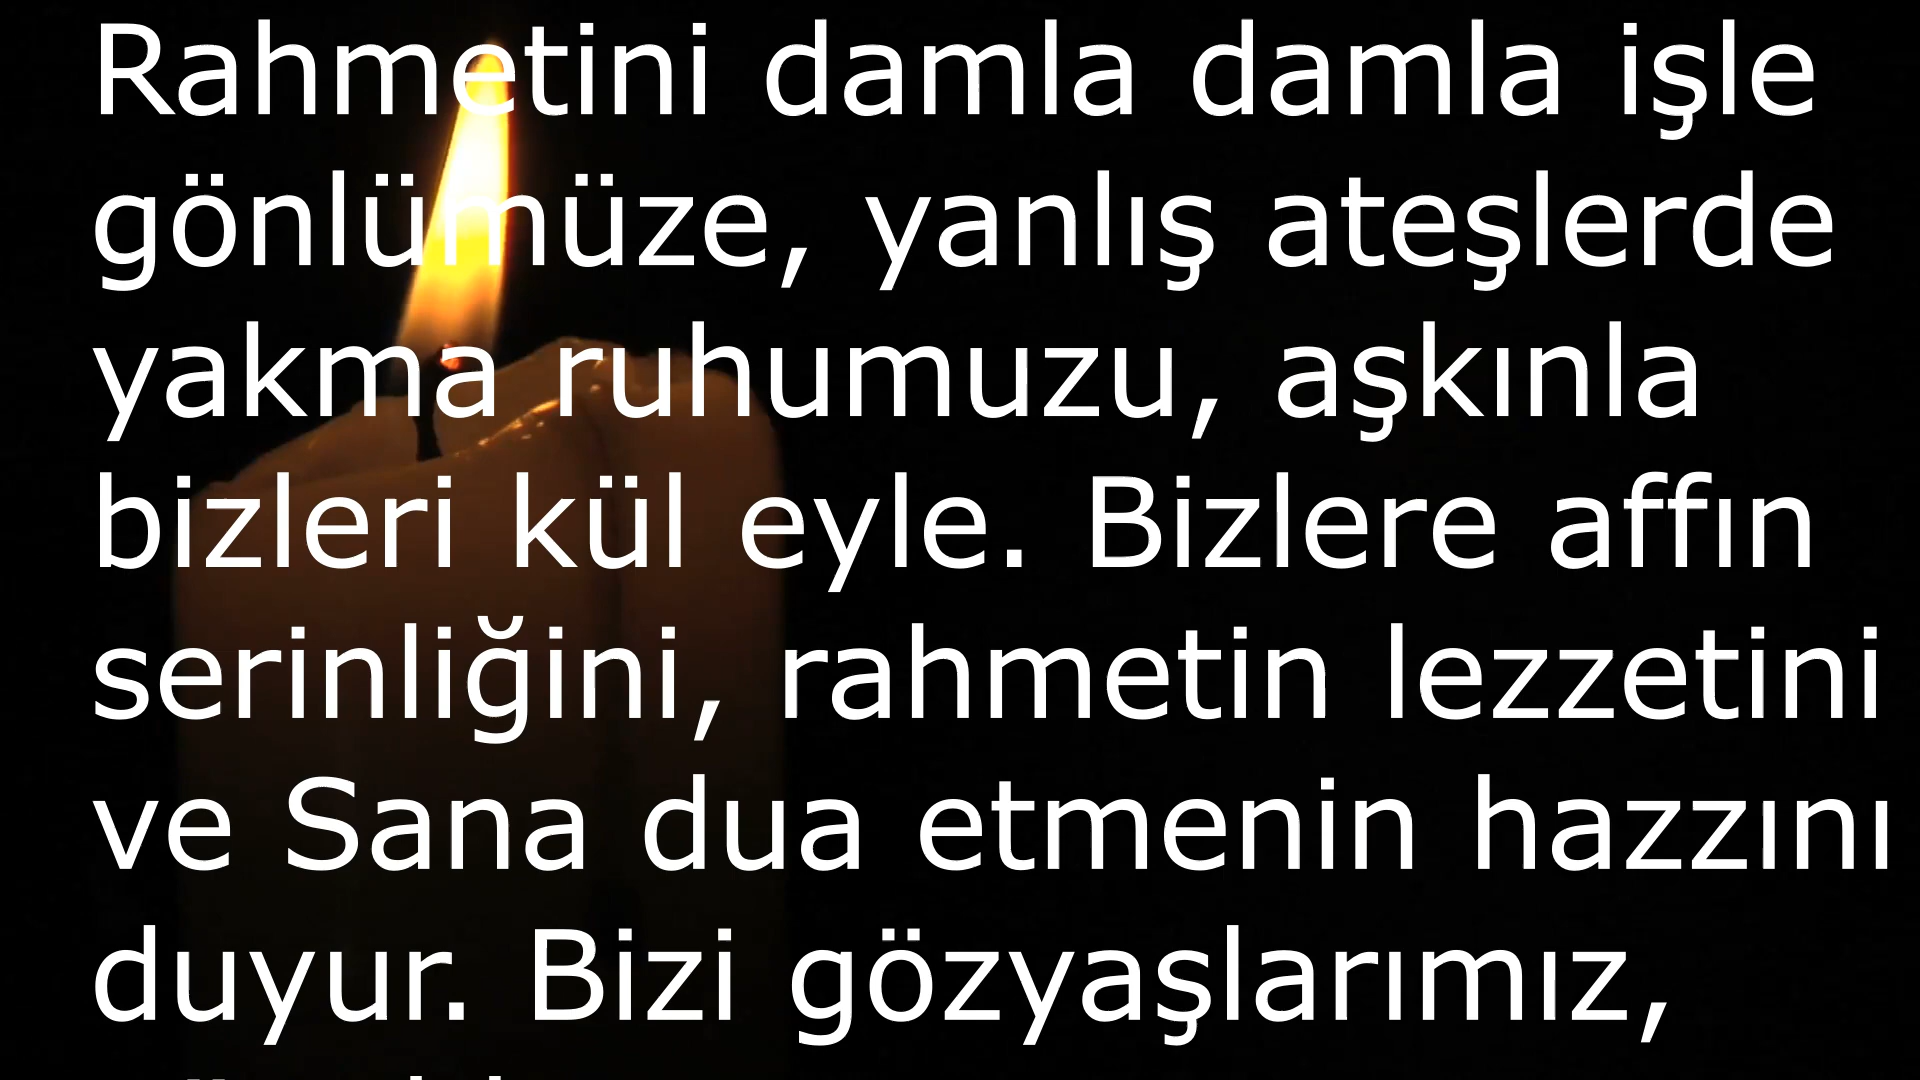 Rahmetini damla damla işle
gönlümüze, yanlış ateşlerde
yakma ruhumuzu, aşkınla
bizleri kül eyle. Bizlere affın
serinliğini, rahmetin lezzetini
ve Sana dua etmenin hazzını
duyur. Bizi gözyaşlarımız,